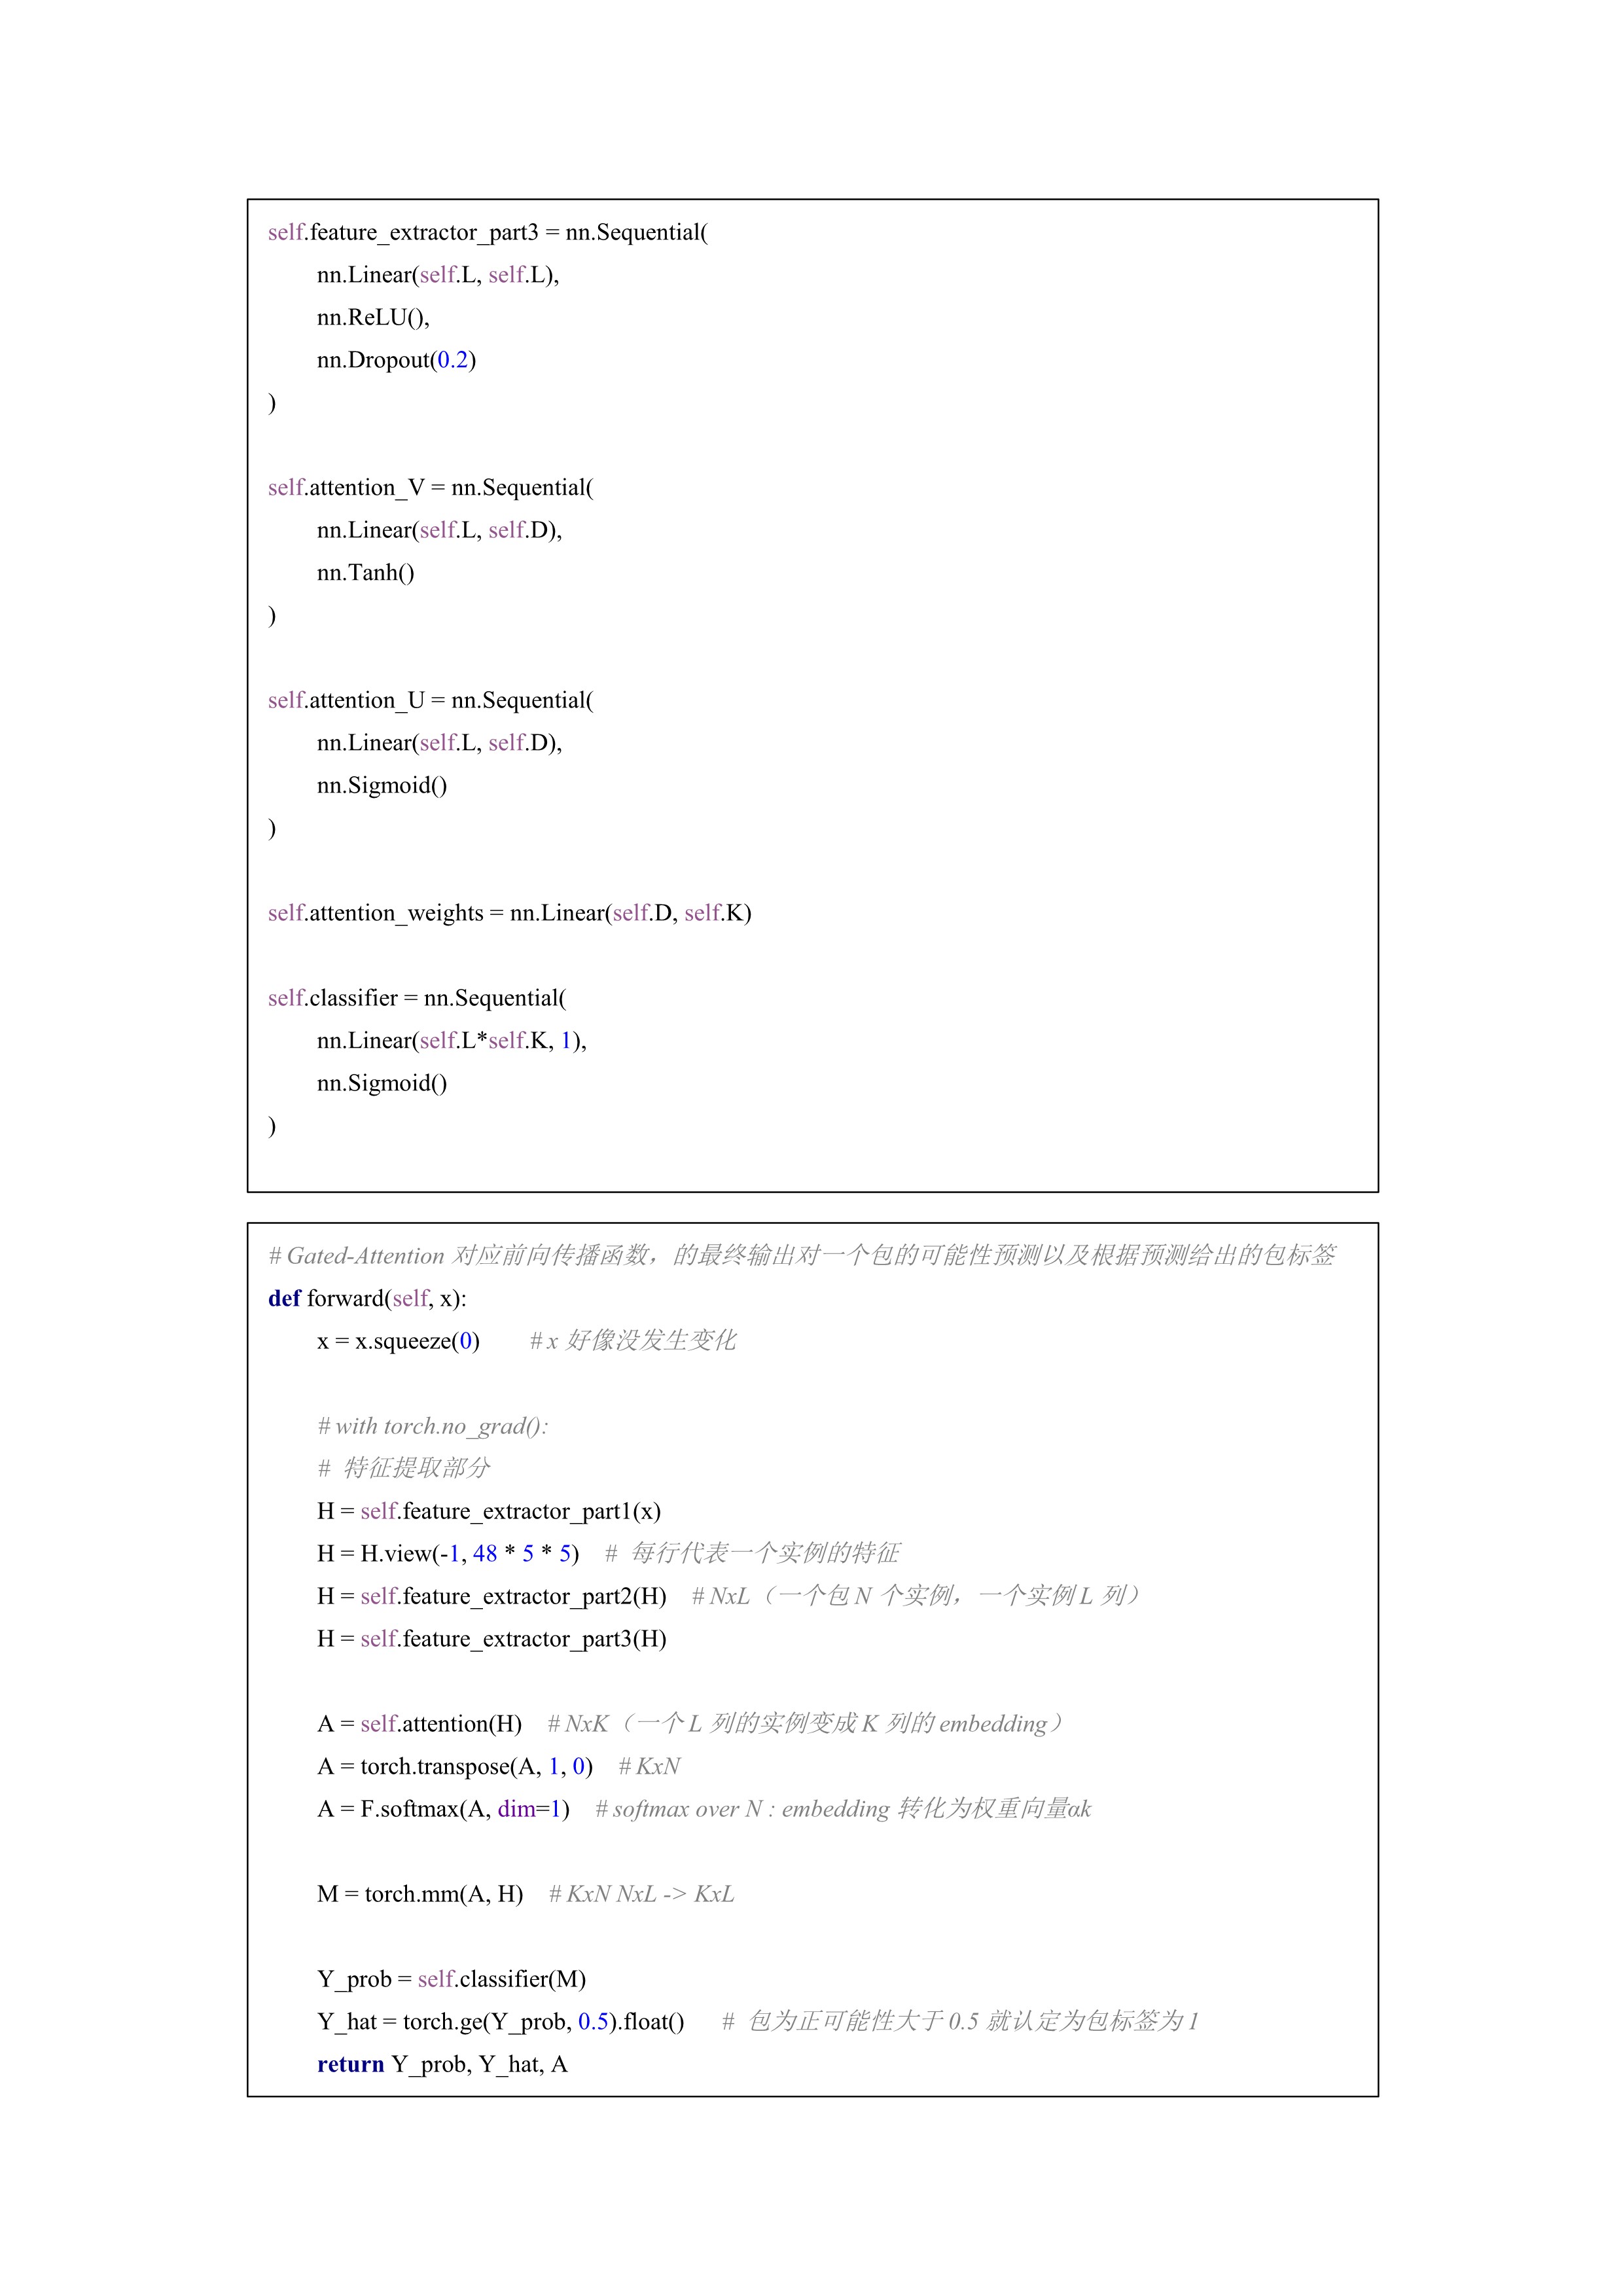 self.feature_extractor_part3 = nn.Sequential(
nn.Linear(self.L, self.L),
nn.ReLU(),
nn.Dropout(0.2)
)
self.attention_V = nn.Sequential(
nn.Linear(self.L, self.D),
nn.Tanh()
)
self.attention_U = nn.Sequential(
nn.Linear(self.L, self.D),
nn.Sigmoid()
)
self.attention_weights = nn.Linear(self.D, self.K)
self.classifier = nn.Sequential(
nn.Linear(self.L*self.K, 1),
nn.Sigmoid()
)
# Gated-Attention 对应前向传播函数，的最终输出对一个包的可能性预测以及根据预测给出的包标签
def forward(self, x):
x = x.squeeze(0) # x 好像没发生变化
# with torch.no_grad():
# 特征提取部分
H = self.feature_extractor_part1(x)
H = H.view(-1, 48 * 5 * 5) # 每行代表一个实例的特征
H = self.feature_extractor_part2(H) # NxL（一个包 N 个实例，一个实例 L 列）
H = self.feature_extractor_part3(H)
A = self.attention(H) # NxK（一个 L 列的实例变成 K 列的 embedding）
A = torch.transpose(A, 1, 0) # KxN
A = F.softmax(A, dim=1) # softmax over N : embedding 转化为权重向量αk
M = torch.mm(A, H) # KxN NxL -> KxL
Y_prob = self.classifier(M)
Y_hat = torch.ge(Y_prob, 0.5).float() # 包为正可能性大于 0.5 就认定为包标签为 1
return Y_prob, Y_hat, A